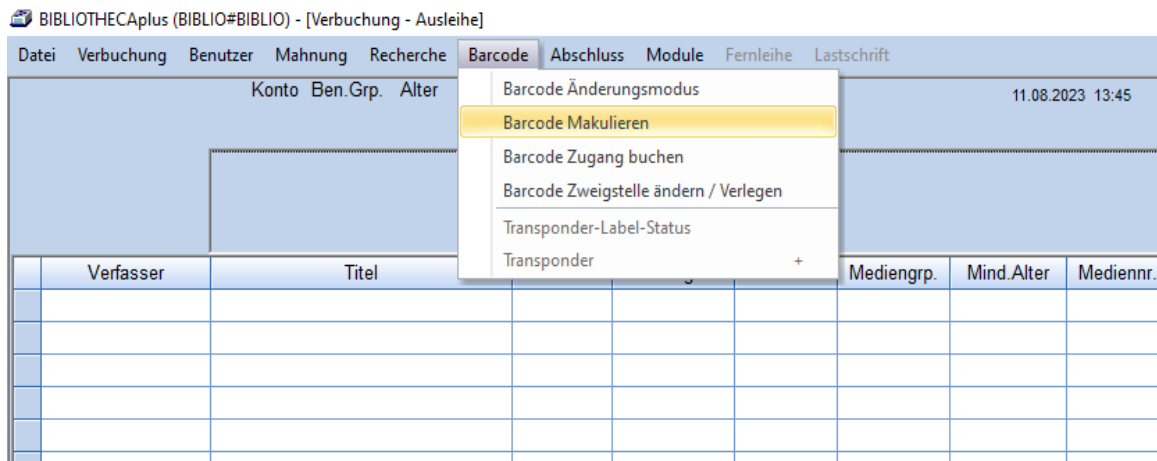 BIBLIOTHECAplus (BIBLIO#BIBLIO) - [Verbuchung - Ausleihe]
Datei Verbuchung Benutzer Mahnung Recherche Barcode Abschluss Module Fernleihe Lastschrift
Konto Ben.Grp. Alter
11.08.2023 13:45
Barcode Änderungsmodus
Barcode Makulieren
Barcode Zugang buchen
Barcode Zweigstelle ändern / Verlegen
Transponder-Label-Status
Transponder +
Verfasser Titel Mediengrp. Mind.Alter Mediennr.